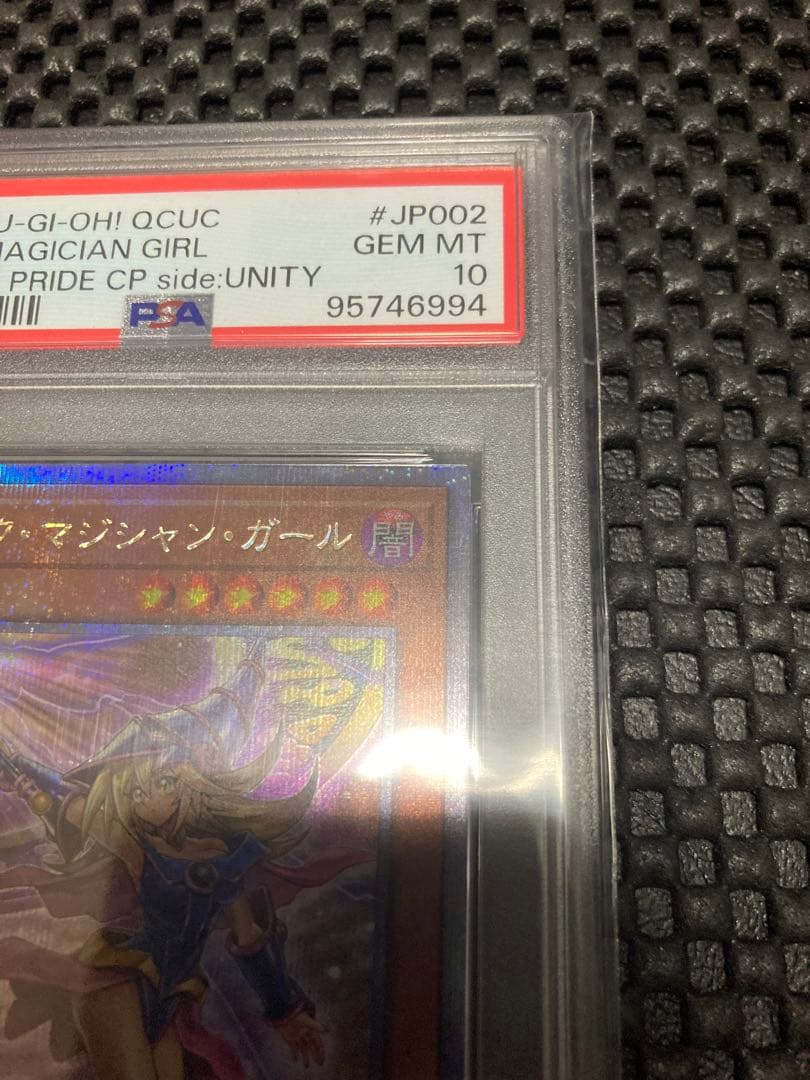 U-GI-OH! QCUC #JP002
MAGICIAN GIRL GEM MT
PRIDE CP side:UNITY 10
PSA 95746994
ク・マジシャン・ガール 闇